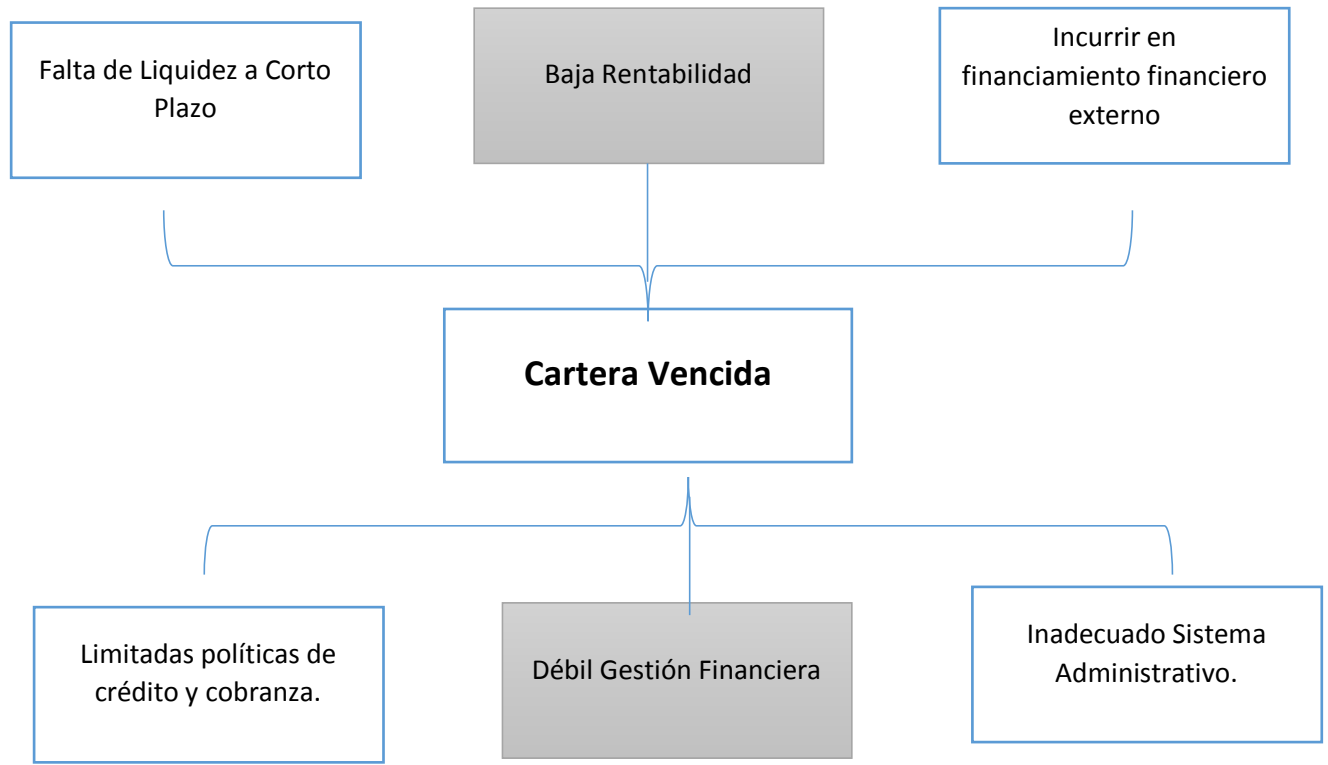 Falta de Liquidez a Corto
Plazo
Baja Rentabilidad
Incurrir en
financiamiento financiero
externo
Cartera Vencida
Limitadas políticas de
crédito y cobranza.
Débil Gestión Financiera
Inadecuado Sistema
Administrativo.